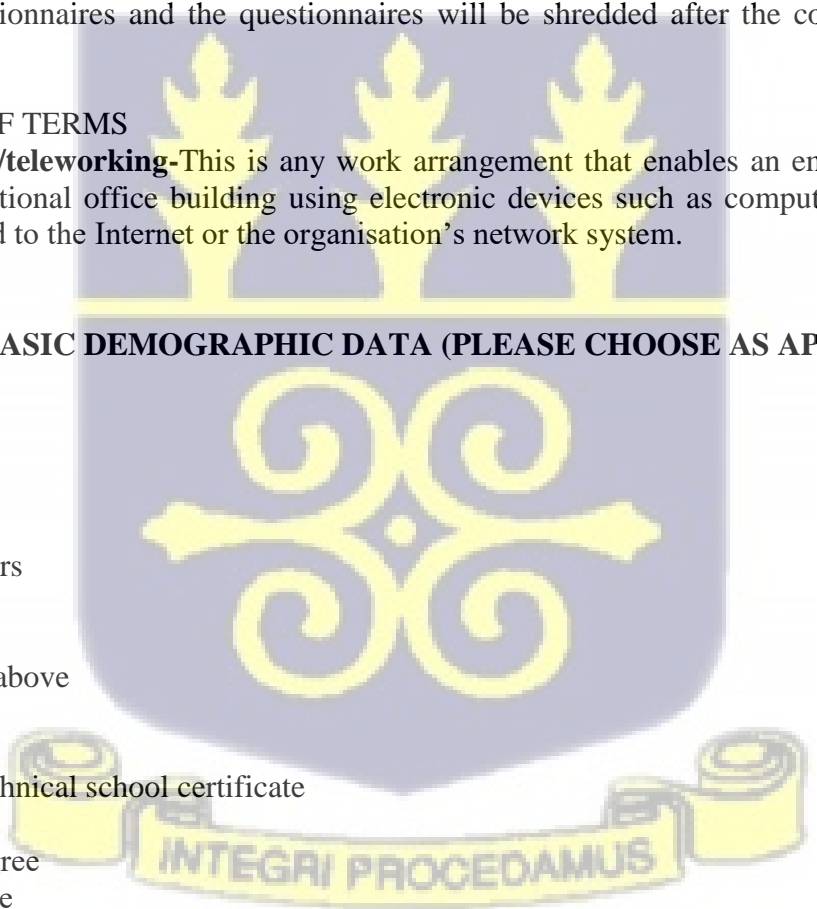 ionnaires and the questionnaires will be shredded after the co
F TERMS
/teleworking-This is any work arrangement that enables an en
tional office building using electronic devices such as comput
d to the Internet or the organisation's network system.
ASIC DEMOGRAPHIC DATA (PLEASE CHOOSE AS AP
rs
above
hnical school certificate
ree
e
INTEGRI PROCEDAMUS